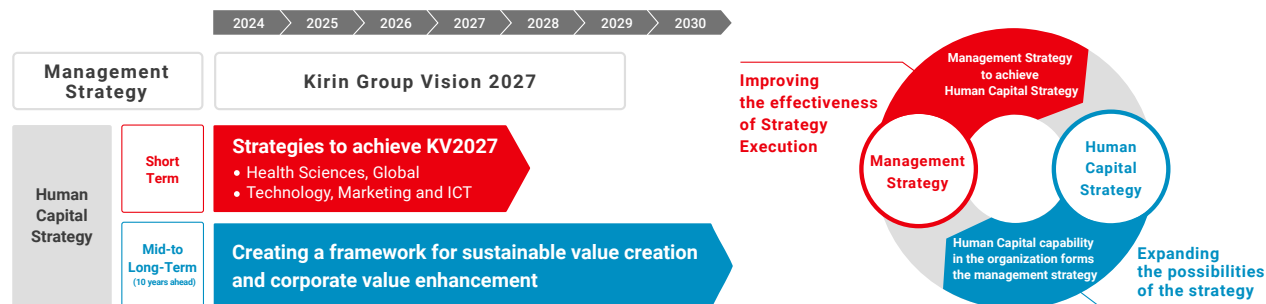 2024
2025
2026
2027
2028
2029
2030
Management
Strategy
Kirin Group Vision 2027
Human
Capital
Strategy
Short
Term
Strategies to achieve KV2027
• Health Sciences, Global
• Technology, Marketing and ICT
Mid-to
Long-Term
(10 years ahead)
Creating a framework for sustainable value creation
and corporate value enhancement
Improving
the effectiveness
of Strategy
Execution
Management Strategy
to achieve
Human Capital Strategy
Management
Strategy
Human
Capital
Strategy
Human Capital capability
in the organization forms
the management strategy
Expanding
the possibilities
of the strategy